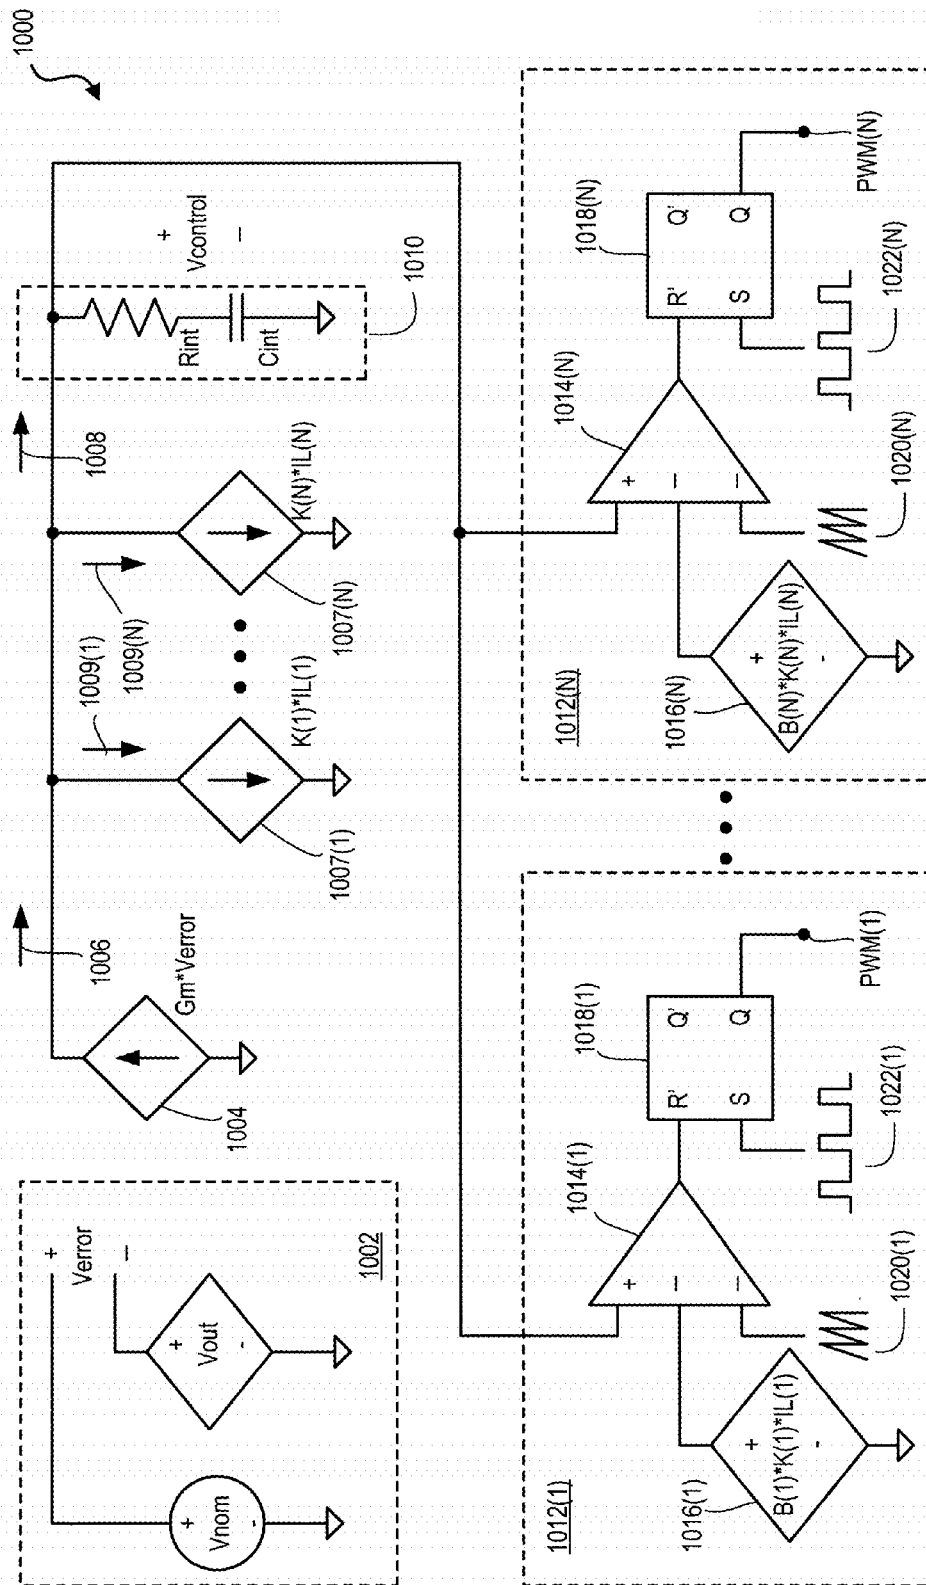 1000
+
Verror
−
+
Vnom
-
+
Vout
-
1002
1004
Gm*Verror
1006
1007(1)
K(1)*IL(1)
1009(1)
1009(N)
1007(N)
K(N)*IL(N)
1008
Rint
Cint
+
Vcontrol
−
1010
1012(1)
1016(1)
+
B(1)*K(1)*IL(1)
-
1014(1)
+
−
−
1020(1)
1018(1)
R'
Q'
S
Q
1022(1)
PWM(1)
1012(N)
1016(N)
+
B(N)*K(N)*IL(N)
-
1014(N)
+
−
−
1020(N)
1018(N)
R'
Q'
S
Q
1022(N)
PWM(N)